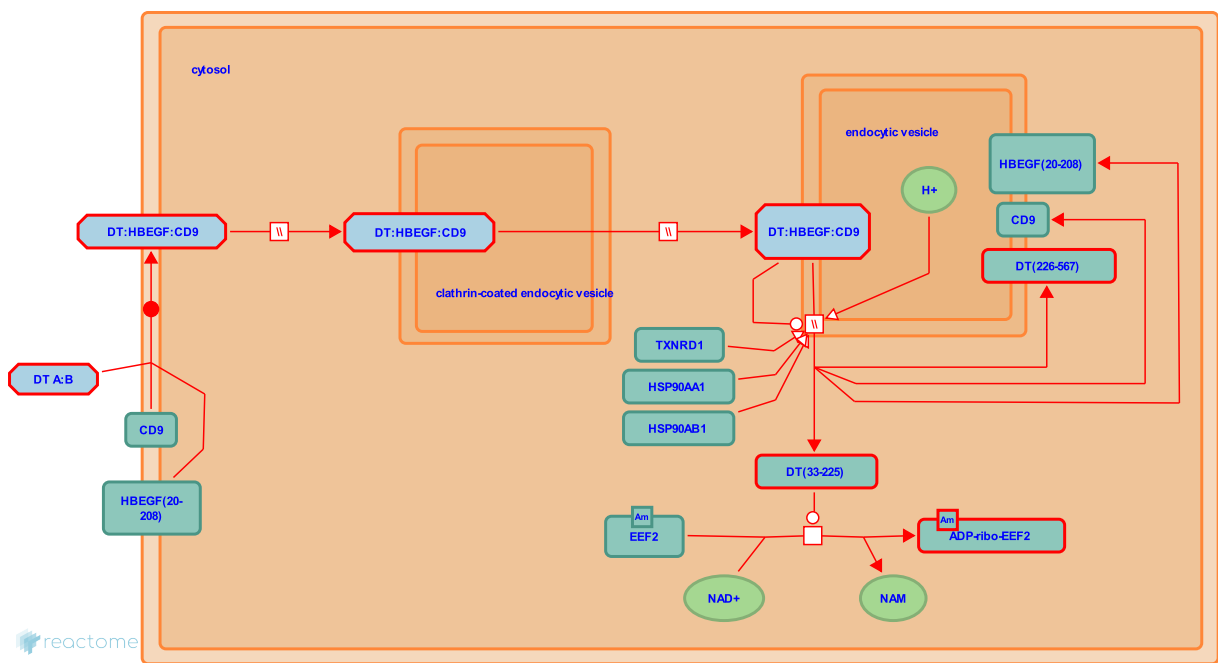 cytosol
endocytic vesicle
HBEGF(20-208)
H+
CD9
DT:HBEGF:CD9
DT:HBEGF:CD9
DT:HBEGF:CD9
\\
\\
DT(226-567)
clathrin-coated endocytic vesicle
\\
TXNRD1
DT A:B
HSP90AA1
HSP90AB1
CD9
DT(33-225)
HBEGF(20-
208)
Am
EEF2
Am
ADP-ribo-EEF2
NAD+
NAM
reactome